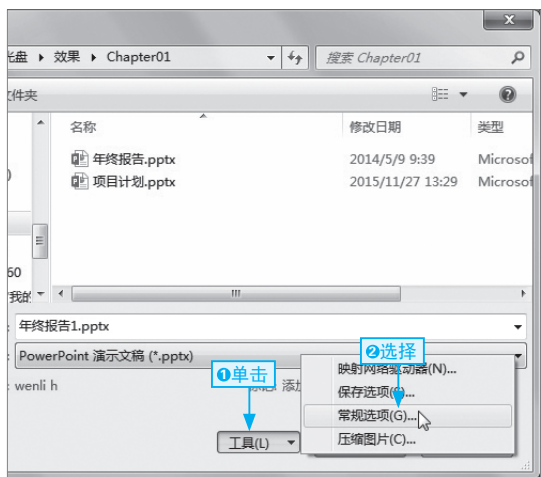 光盘 ▸ 效果 ▸ Chapter01
搜索 Chapter01
文件夹
名称
修改日期
类型
年终报告.pptx
2014/5/9 9:39
Microsof
项目计划.pptx
2015/11/27 13:29
Microsof
60
我的
年终报告1.pptx
PowerPoint 演示文稿 (*.pptx)
wenli h
添加
❶单击
❷选择
映射网络驱动器(N)...
保存选项(S)...
常规选项(G)...
压缩图片(C)...
工具(L)